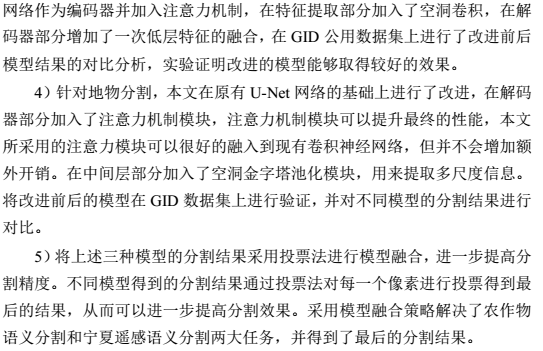 网络作为编码器并加入注意力机制，在特征提取部分加入了空洞卷积，在解
码器部分增加了一次低层特征的融合，在 GID 公用数据集上进行了改进前后
模型结果的对比分析，实验证明改进的模型能够取得较好的效果。
4）针对地物分割，本文在原有 U-Net 网络的基础上进行了改进，在解码
器部分加入了注意力机制模块，注意力机制模块可以提升最终的性能，本文
所采用的注意力模块可以很好的融入到现有卷积神经网络，但并不会增加额
外开销。在中间层部分加入了空洞金字塔池化模块，用来提取多尺度信息。
将改进前后的模型在 GID 数据集上进行验证，并对不同模型的分割结果进行
对比。
5）将上述三种模型的分割结果采用投票法进行模型融合，进一步提高分
割精度。不同模型得到的分割结果通过投票法对每一个像素进行投票得到最
后的结果，从而可以进一步提高分割效果。采用模型融合策略解决了农作物
语义分割和宁夏遥感语义分割两大任务，并得到了最后的分割结果。